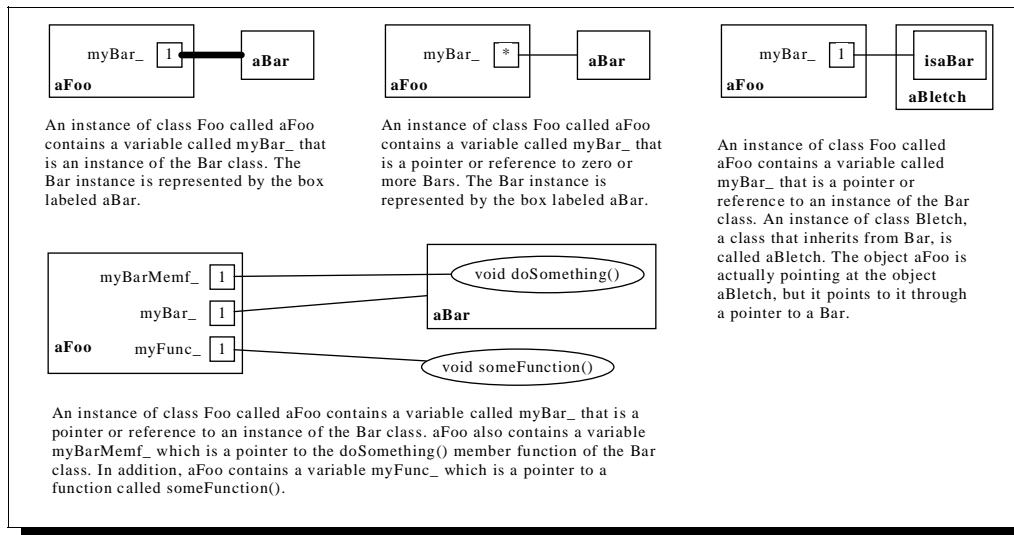 myBar_ 1
aBar
aFoo
An instance of class Foo called aFoo
contains a variable called myBar_ that
is an instance of the Bar class. The
Bar instance is represented by the box
labeled aBar.
myBar_ *
aBar
aFoo
An instance of class Foo called aFoo
contains a variable called myBar_ that
is a pointer or reference to zero or
more Bars. The Bar instance is
represented by the box labeled aBar.
myBar_ 1
isaBar
aFoo
aBletch
An instance of class Foo called
aFoo contains a variable called
myBar_ that is a pointer or
reference to an instance of the Bar
class. An instance of class Bletch,
a class that inherits from Bar, is
called aBletch. The object aFoo is
actually pointing at the object
aBletch, but it points to it through
a pointer to a Bar.
myBarMemf_ 1
void doSomething()
myBar_ 1
aBar
aFoo
myFunc_ 1
void someFunction()
An instance of class Foo called aFoo contains a variable called myBar_ that is a
pointer or reference to an instance of the Bar class. aFoo also contains a variable
myBarMemf_ which is a pointer to the doSomething() member function of the Bar
class. In addition, aFoo contains a variable myFunc_ which is a pointer to a
function called someFunction().